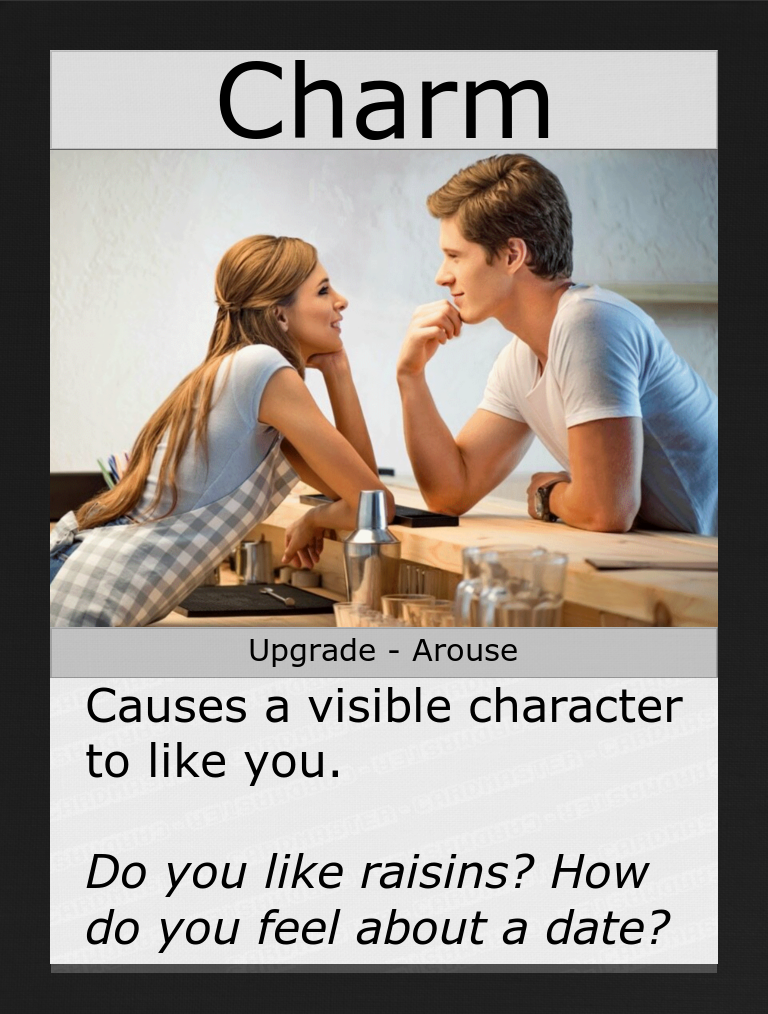 Charm
Upgrade - Arouse
Causes a visible character
to like you.
Do you like raisins? How
do you feel about a date?